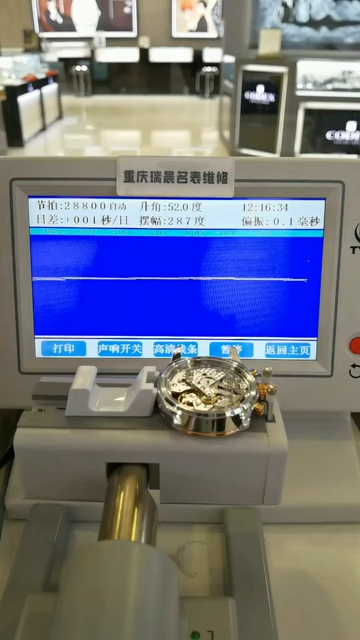 重庆瑞晨名表维修
节拍:28800自动 升角:52.0度 12:16:34
日差:+001秒/日 摆幅:287度 偏振:0.1毫秒
打印 声响开关 高清线条 暂停 返回主页